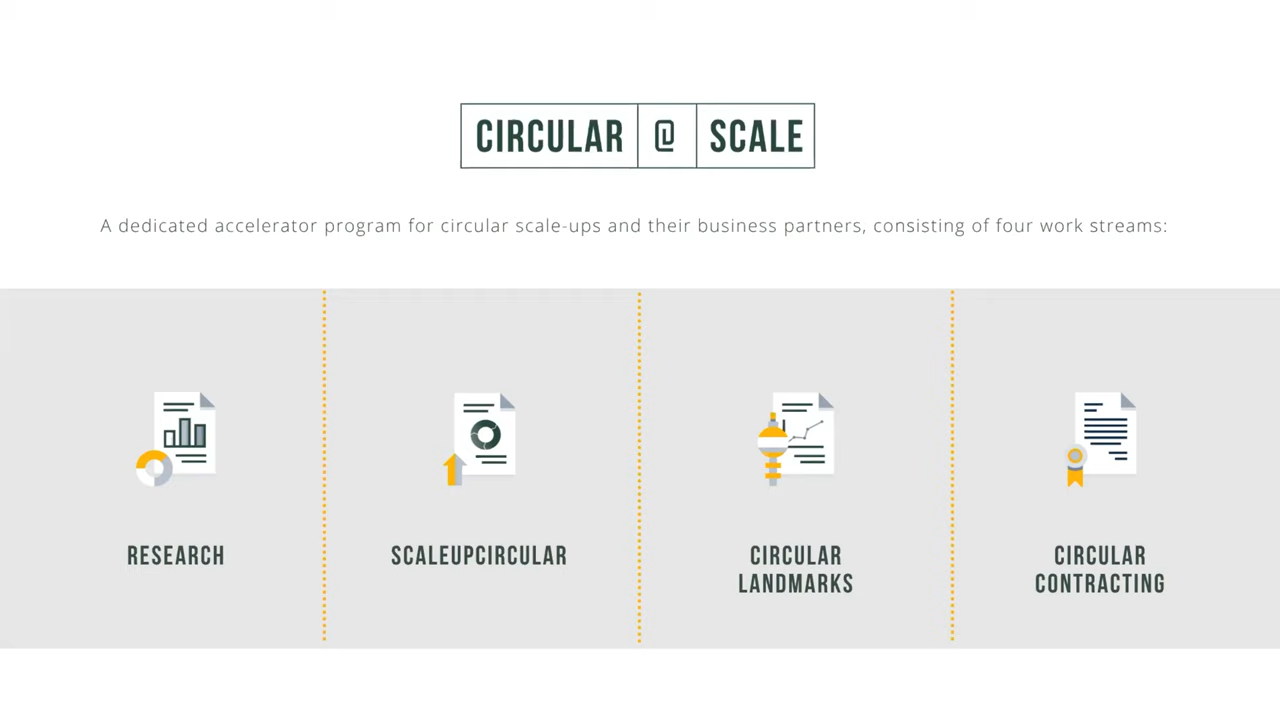 CIRCULAR @ SCALE
A dedicated accelerator program for circular scale-ups and their business partners, consisting of four work streams:
RESEARCH
SCALEUPCIRCULAR
CIRCULAR
LANDMARKS
CIRCULAR
CONTRACTING